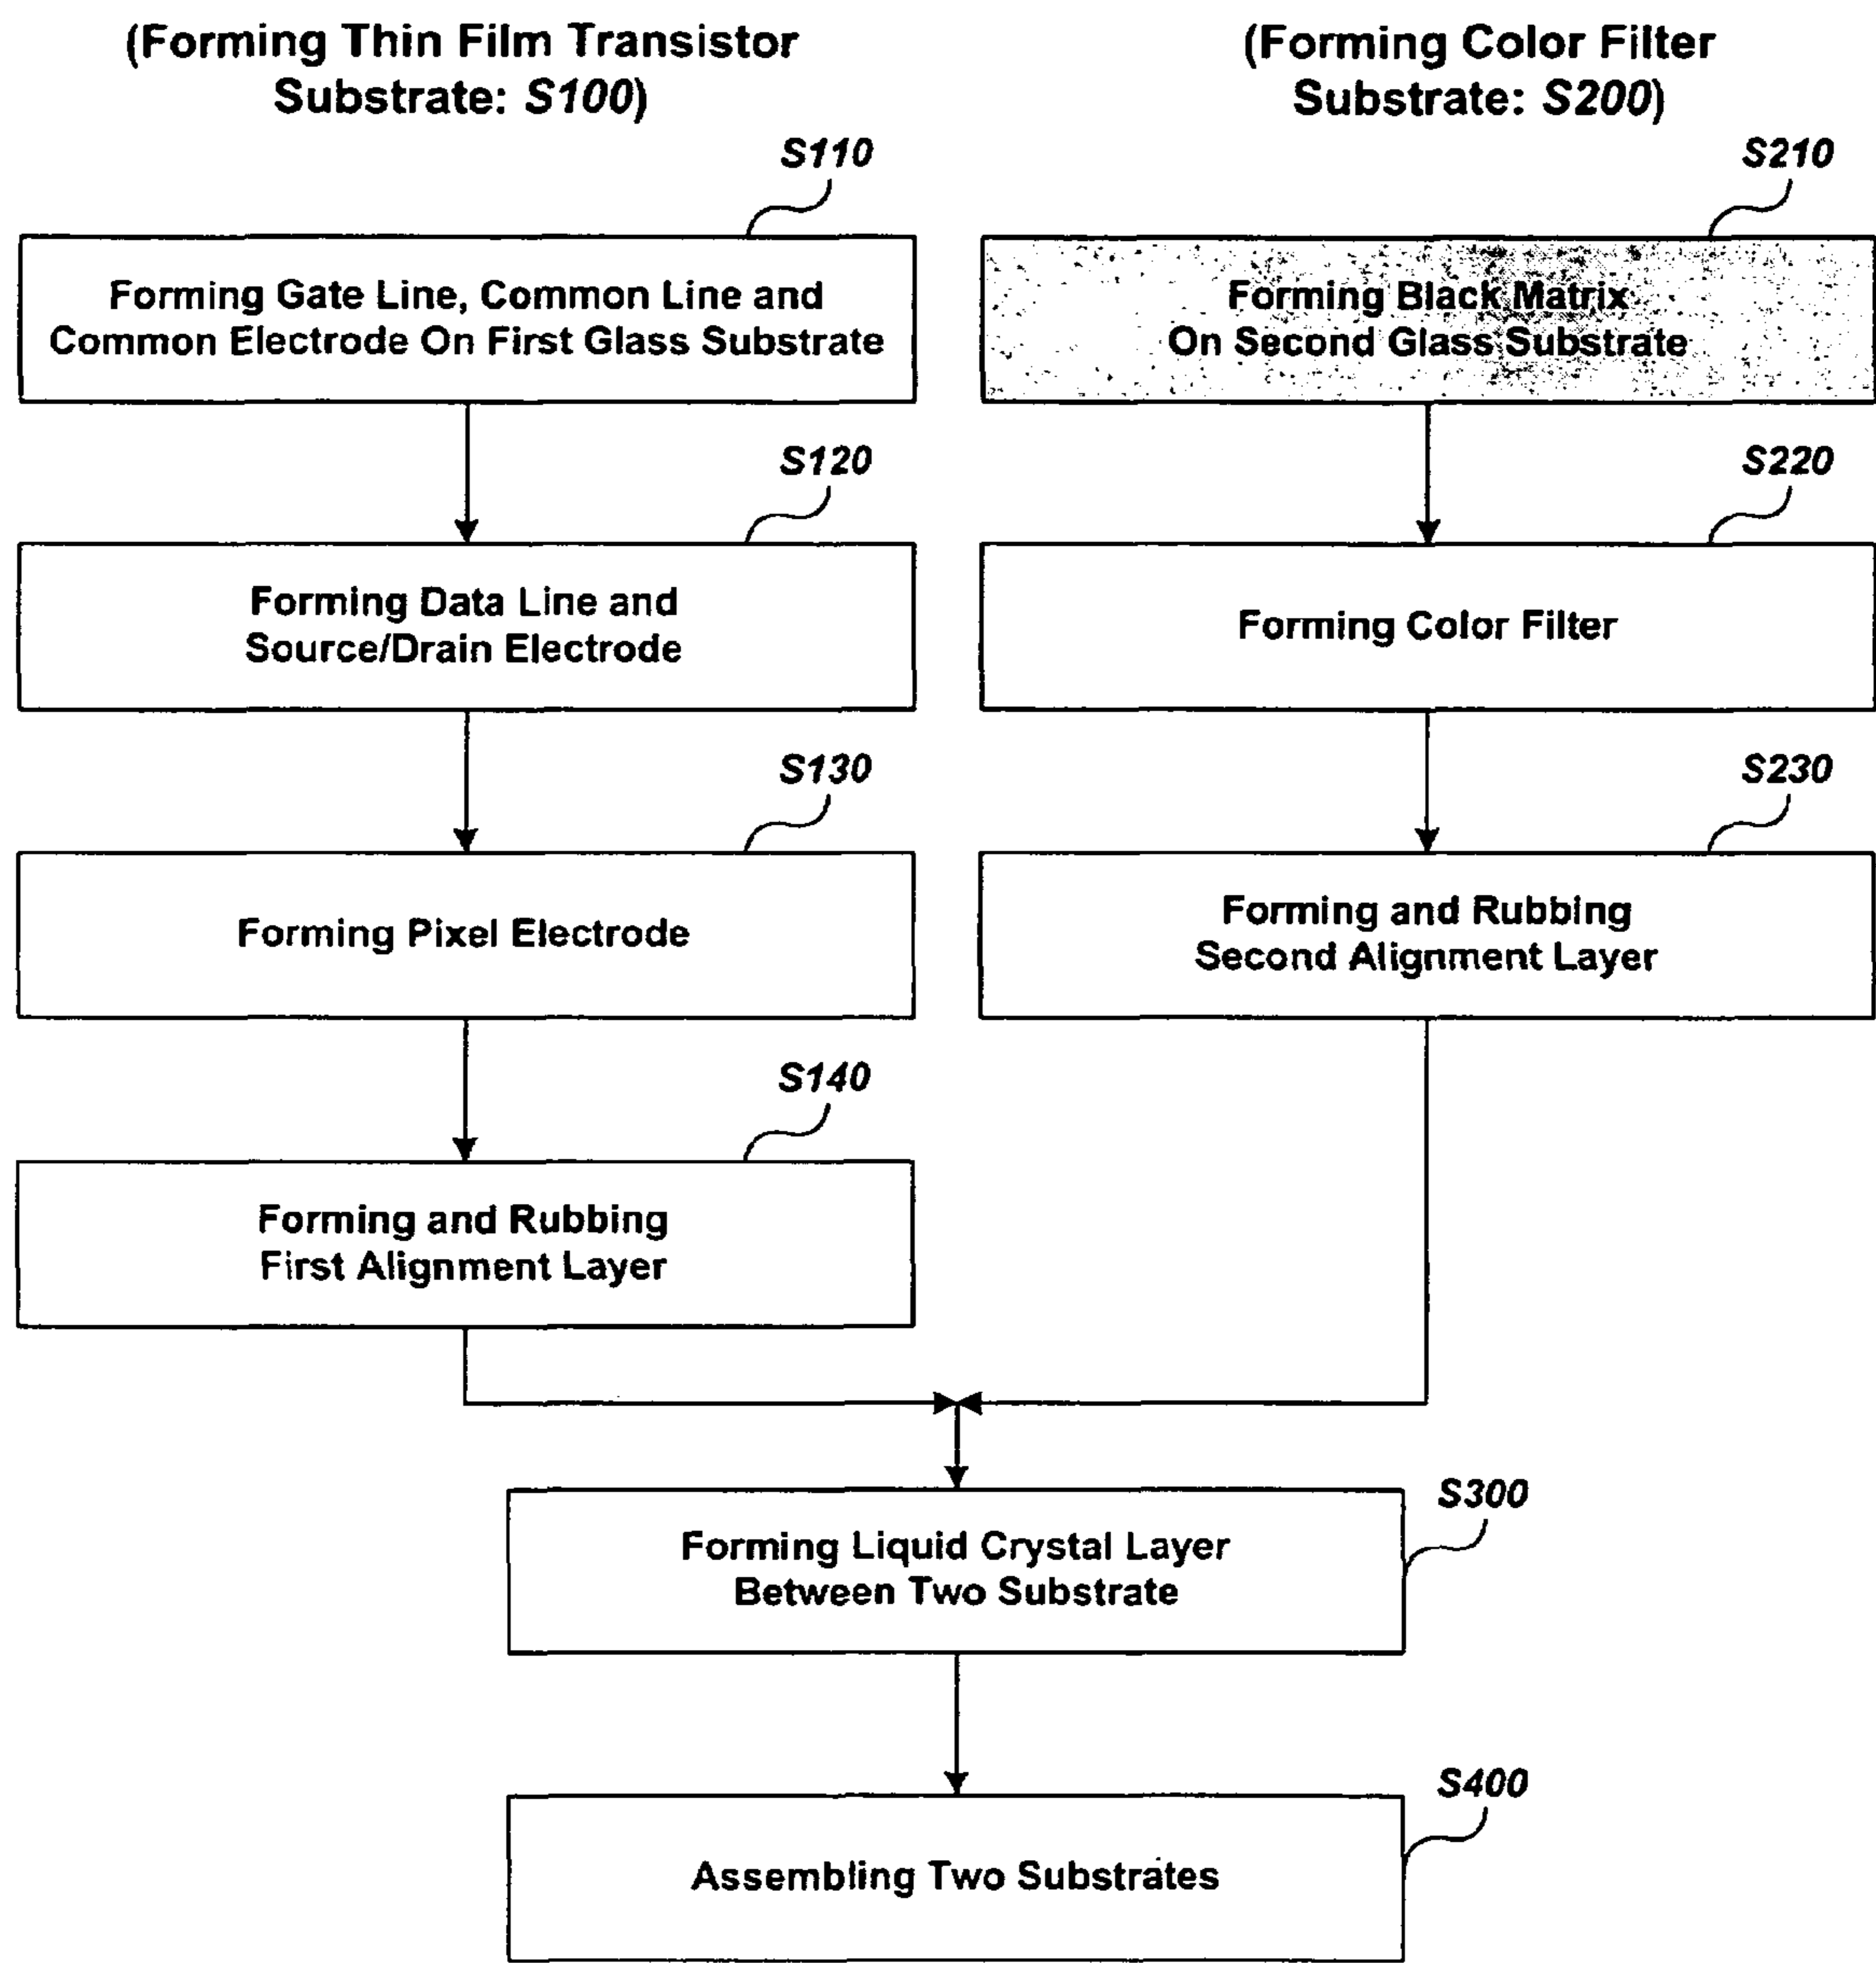 (Forming Thin Film Transistor
Substrate: S100)
S110
Forming Gate Line, Common Line and
Common Electrode On First Glass Substrate
S120
Forming Data Line and
Source/Drain Electrode
S130
Forming Pixel Electrode
S140
Forming and Rubbing
First Alignment Layer
(Forming Color Filter
Substrate: S200)
S210
Forming Black Matrix
On Second Glass Substrate
S220
Forming Color Filter
S230
Forming and Rubbing
Second Alignment Layer
S300
Forming Liquid Crystal Layer
Between Two Substrate
S400
Assembling Two Substrates